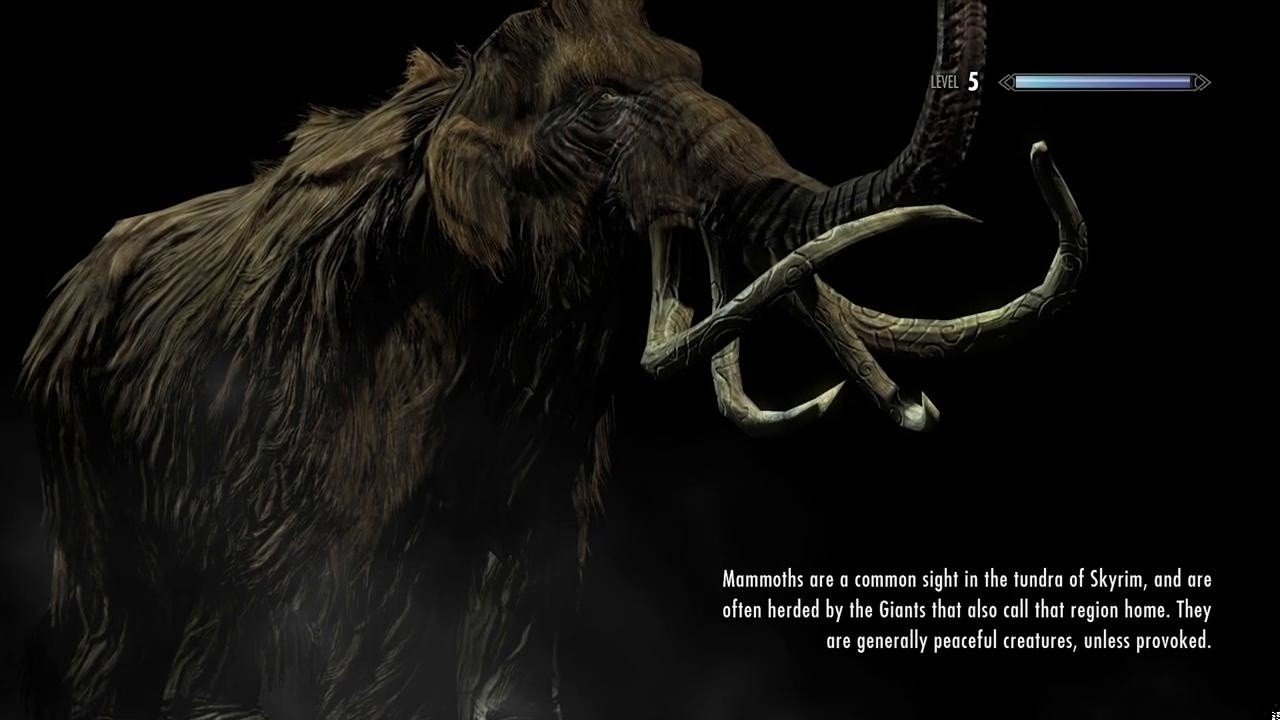 LEVEL 5
Mammoths are a common sight in the tundra of Skyrim, and are
often herded by the Giants that also call that region home. They
are generally peaceful creatures, unless provoked.